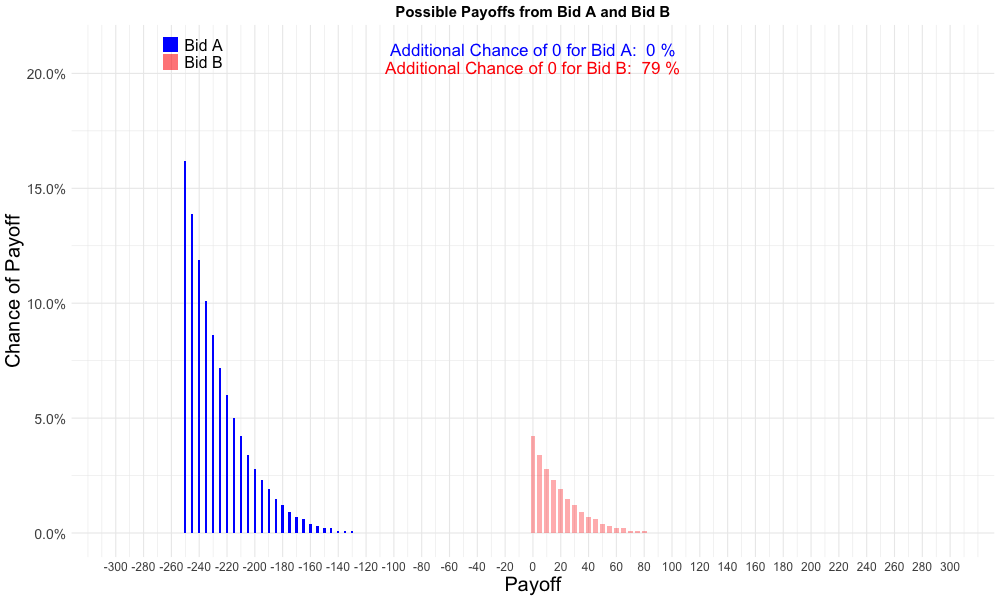 Possible Payoffs from Bid A and Bid B
Bid A
Bid B
Additional Chance of 0 for Bid A:  0 %
Additional Chance of 0 for Bid B:  79 %
Chance of Payoff
20.0%
15.0%
10.0%
5.0%
0.0%
-300 -280 -260 -240 -220 -200 -180 -160 -140 -120 -100 -80 -60 -40 -20 0 20 40 60 80 100 120 140 160 180 200 220 240 260 280 300
Payoff